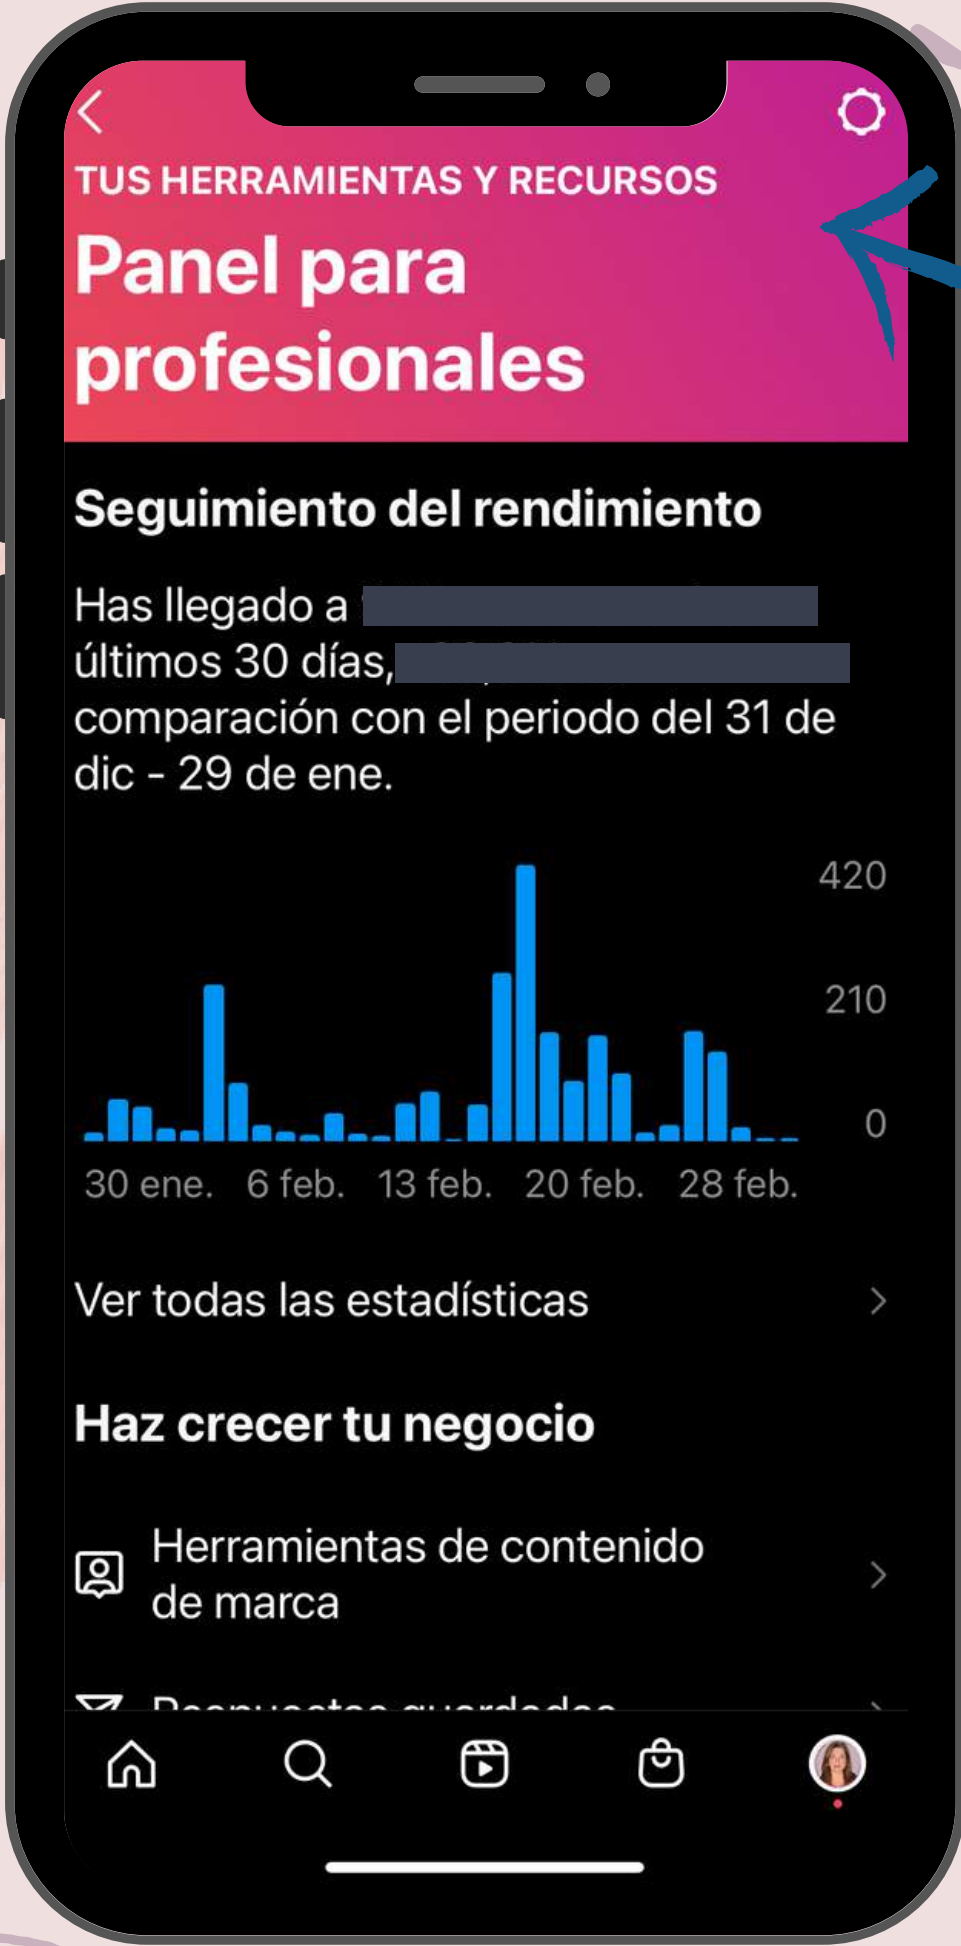 TUS HERRAMIENTAS Y RECURSOS
Panel para
profesionales
Seguimiento del rendimiento
Has llegado a
últimos 30 días,
comparación con el periodo del 31 de
dic - 29 de ene.
420
210
0
30 ene. 6 feb. 13 feb. 20 feb. 28 feb.
Ver todas las estadísticas
Haz crecer tu negocio
Herramientas de contenido
de marca
Respuestas guardadas